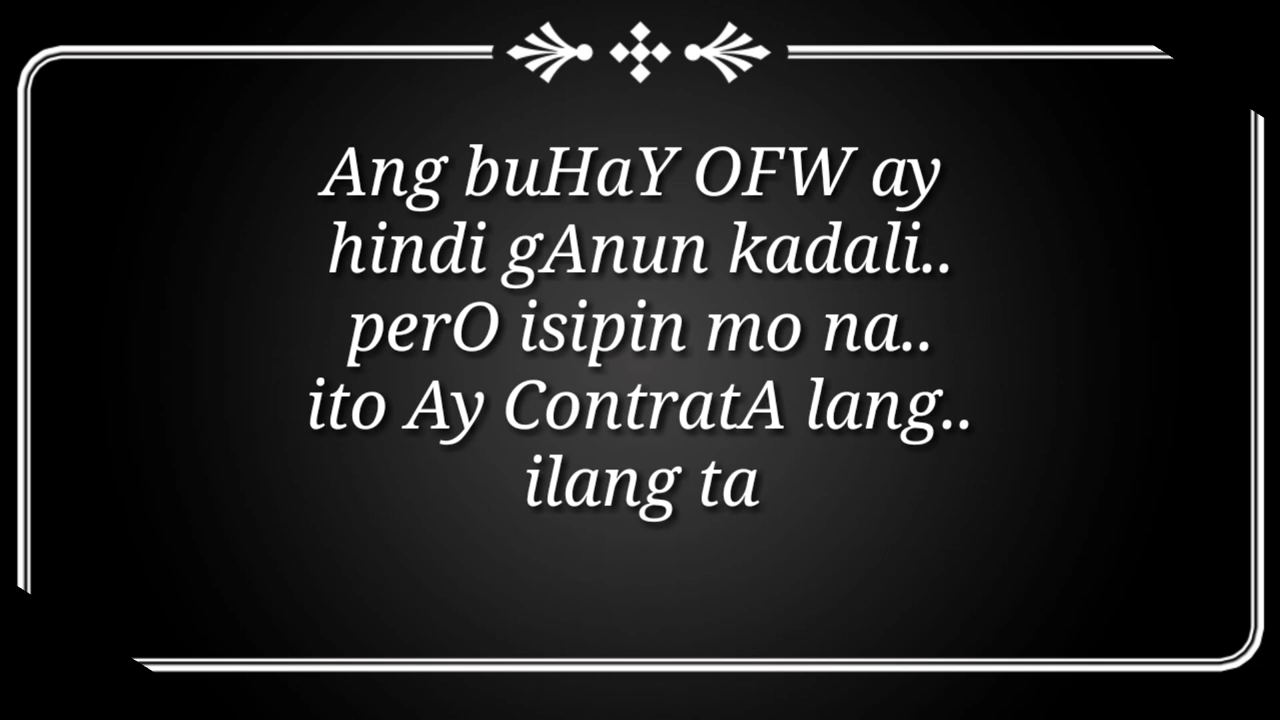 Ang buHaY OFW ay
hindi gAnun kadali..
perO isipin mo na..
ito Ay ContratA lang..
ilang ta